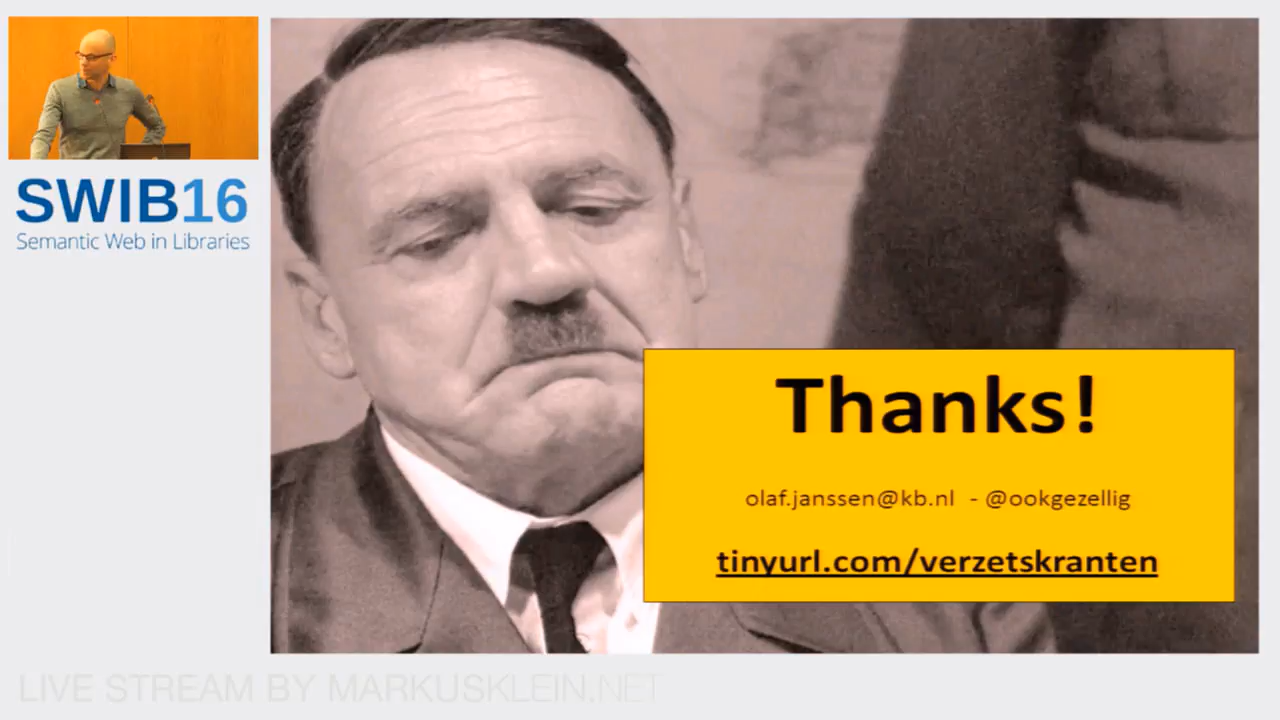 SWIB16
Semantic Web in Libraries
Thanks!
olaf.janssen@kb.nl - @ookgezellig
tinyurl.com/verzetskranten
LIVE STREAM BY MARKUSKLEIN.NET